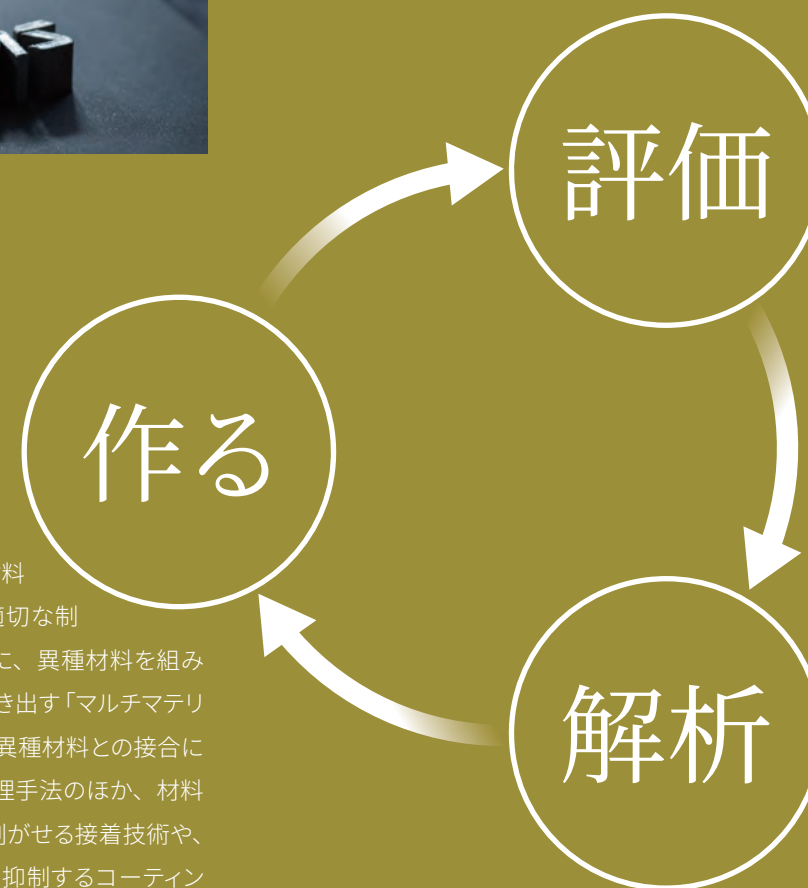 評価
作る
解析
料
切な制
に、異種材料を組み
き出す「マルチマテリ
異種材料との接合に
理手法のほか、材料
がせる接着技術や、
抑制するコーティン